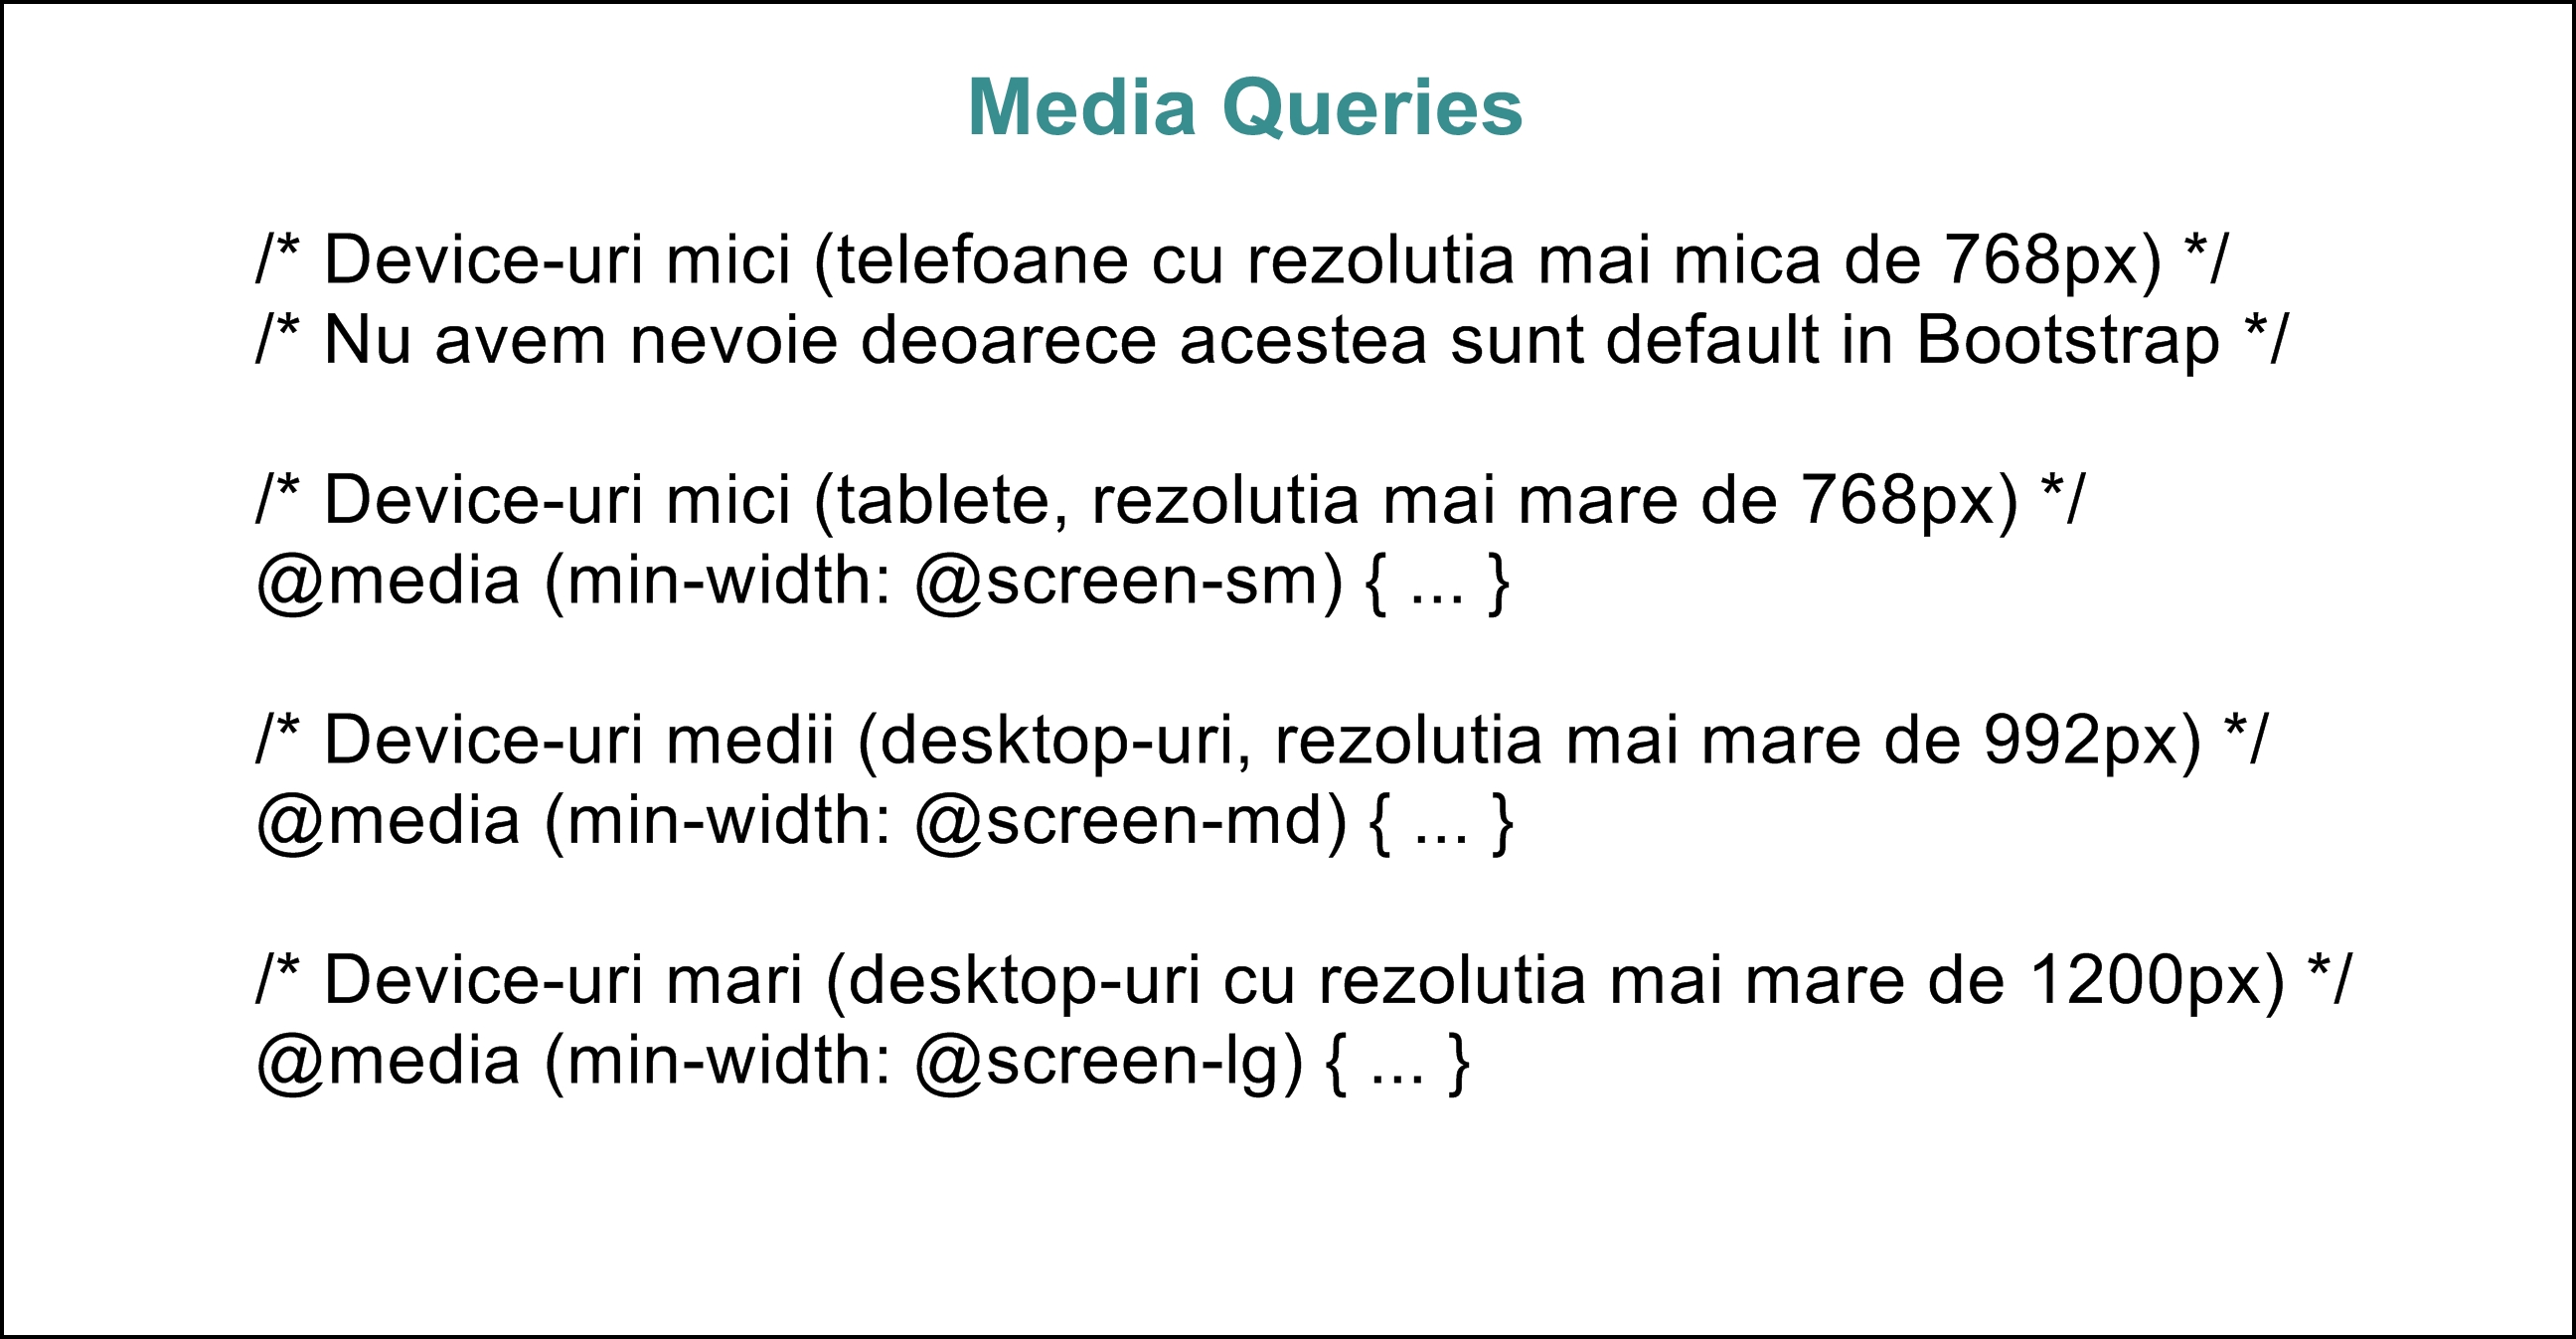 Media Queries
/* Device-uri mici (telefoane cu rezolutia mai mica de 768px) */
/* Nu avem nevoie deoarece acestea sunt default in Bootstrap */
/* Device-uri mici (tablete, rezolutia mai mare de 768px) */
@media (min-width: @screen-sm) { ... }
/* Device-uri medii (desktop-uri, rezolutia mai mare de 992px) */
@media (min-width: @screen-md) { ... }
/* Device-uri mari (desktop-uri cu rezolutia mai mare de 1200px) */
@media (min-width: @screen-lg) { ... }